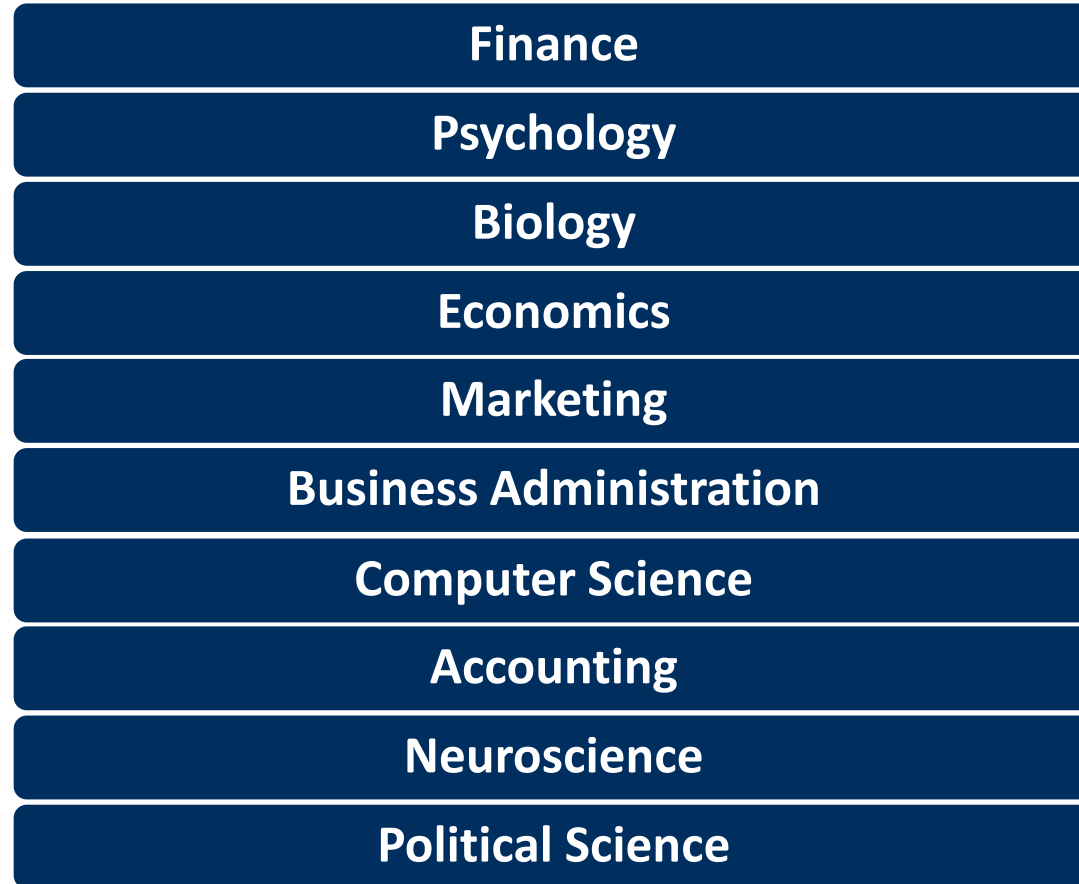 Finance
Psychology
Biology
Economics
Marketing
Business Administration
Computer Science
Accounting
Neuroscience
Political Science